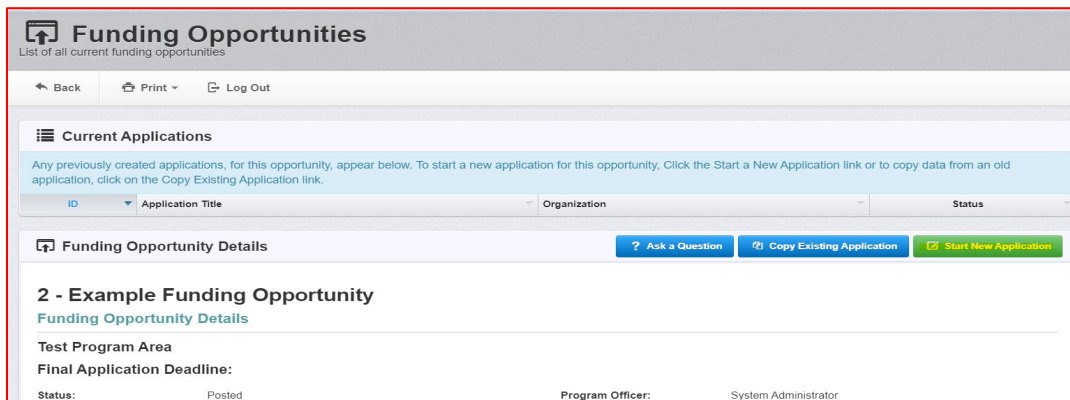 Funding Opportunities
List of all current funding opportunities
Back Print Log Out
Current Applications
Any previously created applications, for this opportunity, appear below. To start a new application for this opportunity, Click the Start a New Application link or to copy data from an old
application, click on the Copy Existing Application link.
ID Application Title Organization Status
Funding Opportunity Details ? Ask a Question Copy Existing Application Start New Application
2 - Example Funding Opportunity
Funding Opportunity Details
Test Program Area
Final Application Deadline:
Status: Posted Program Officer: System Administrator